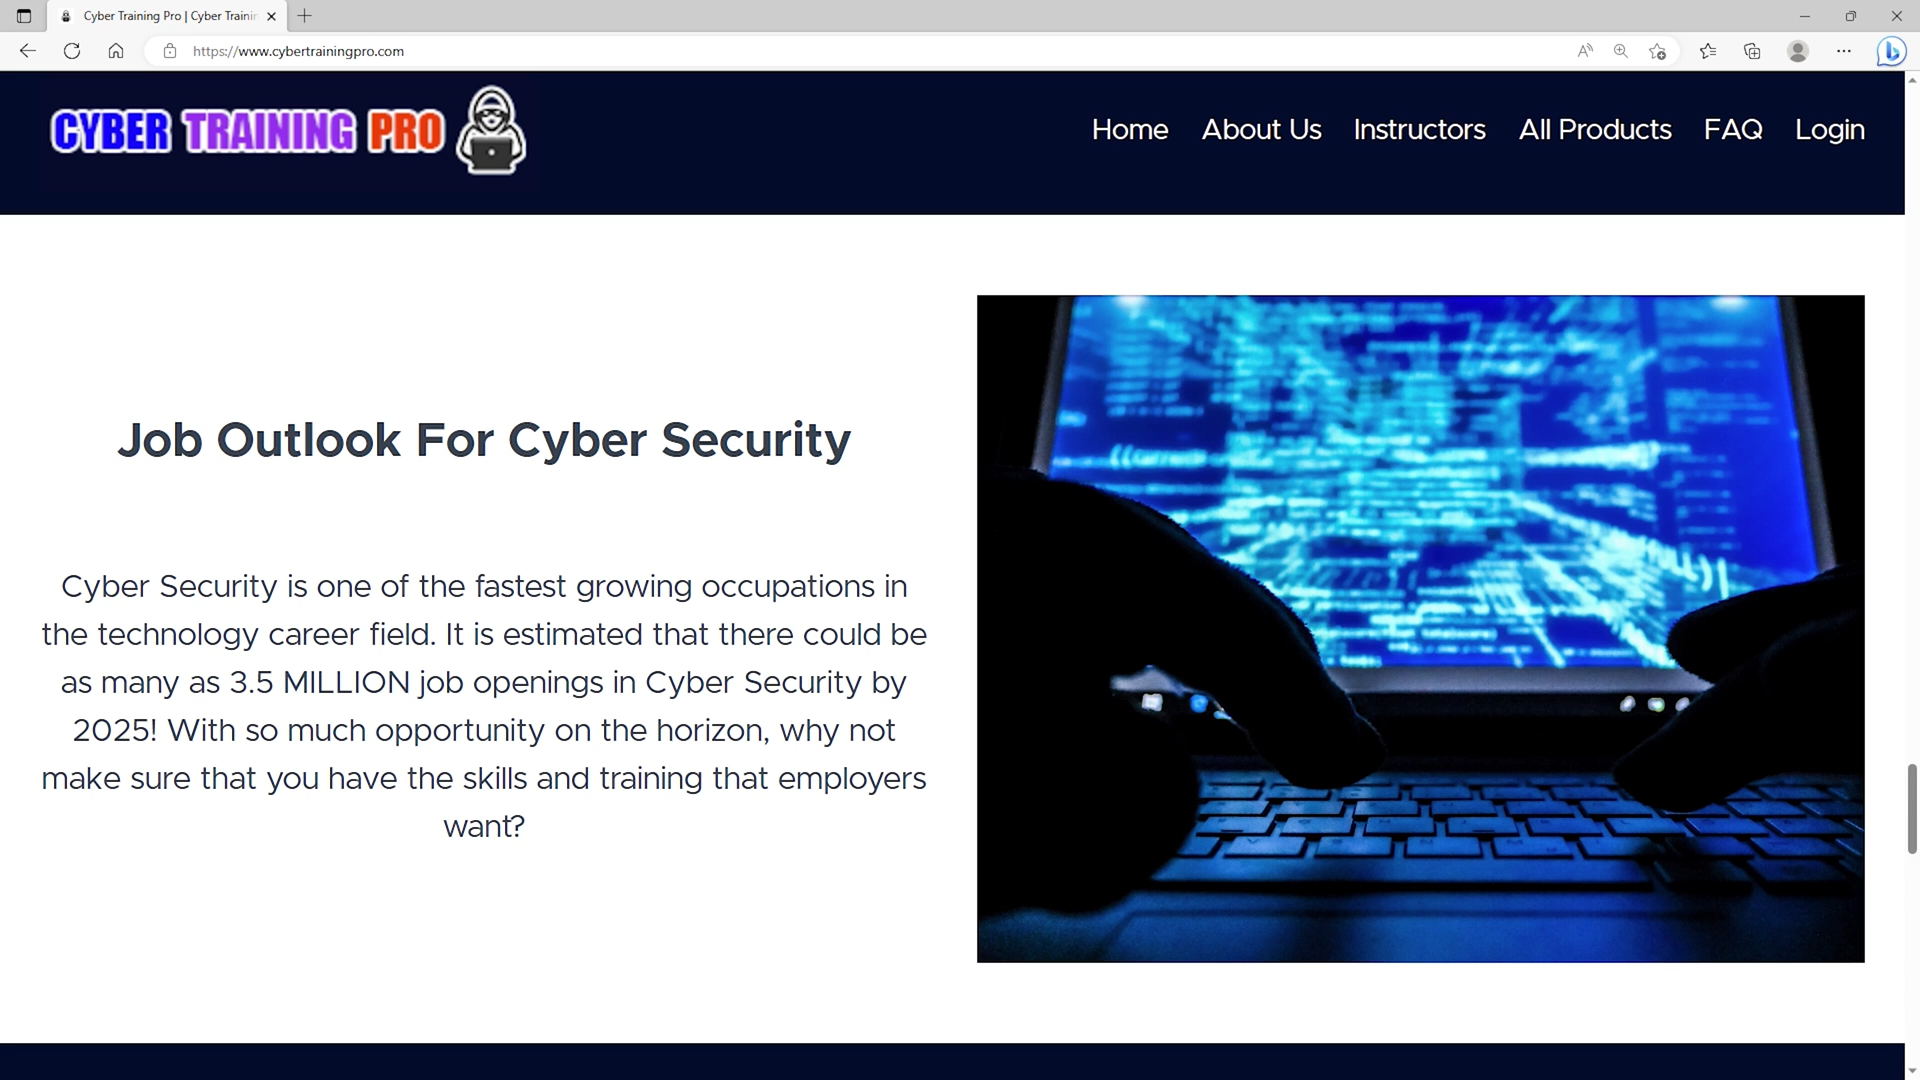 Cyber Training Pro | Cyber Trainin
https://www.cybertrainingpro.com
CYBER TRAINING PRO
Home About Us Instructors All Products FAQ Login
Job Outlook For Cyber Security
Cyber Security is one of the fastest growing occupations in
the technology career field. It is estimated that there could be
as many as 3.5 MILLION job openings in Cyber Security by
2025! With so much opportunity on the horizon, why not
make sure that you have the skills and training that employers
want?